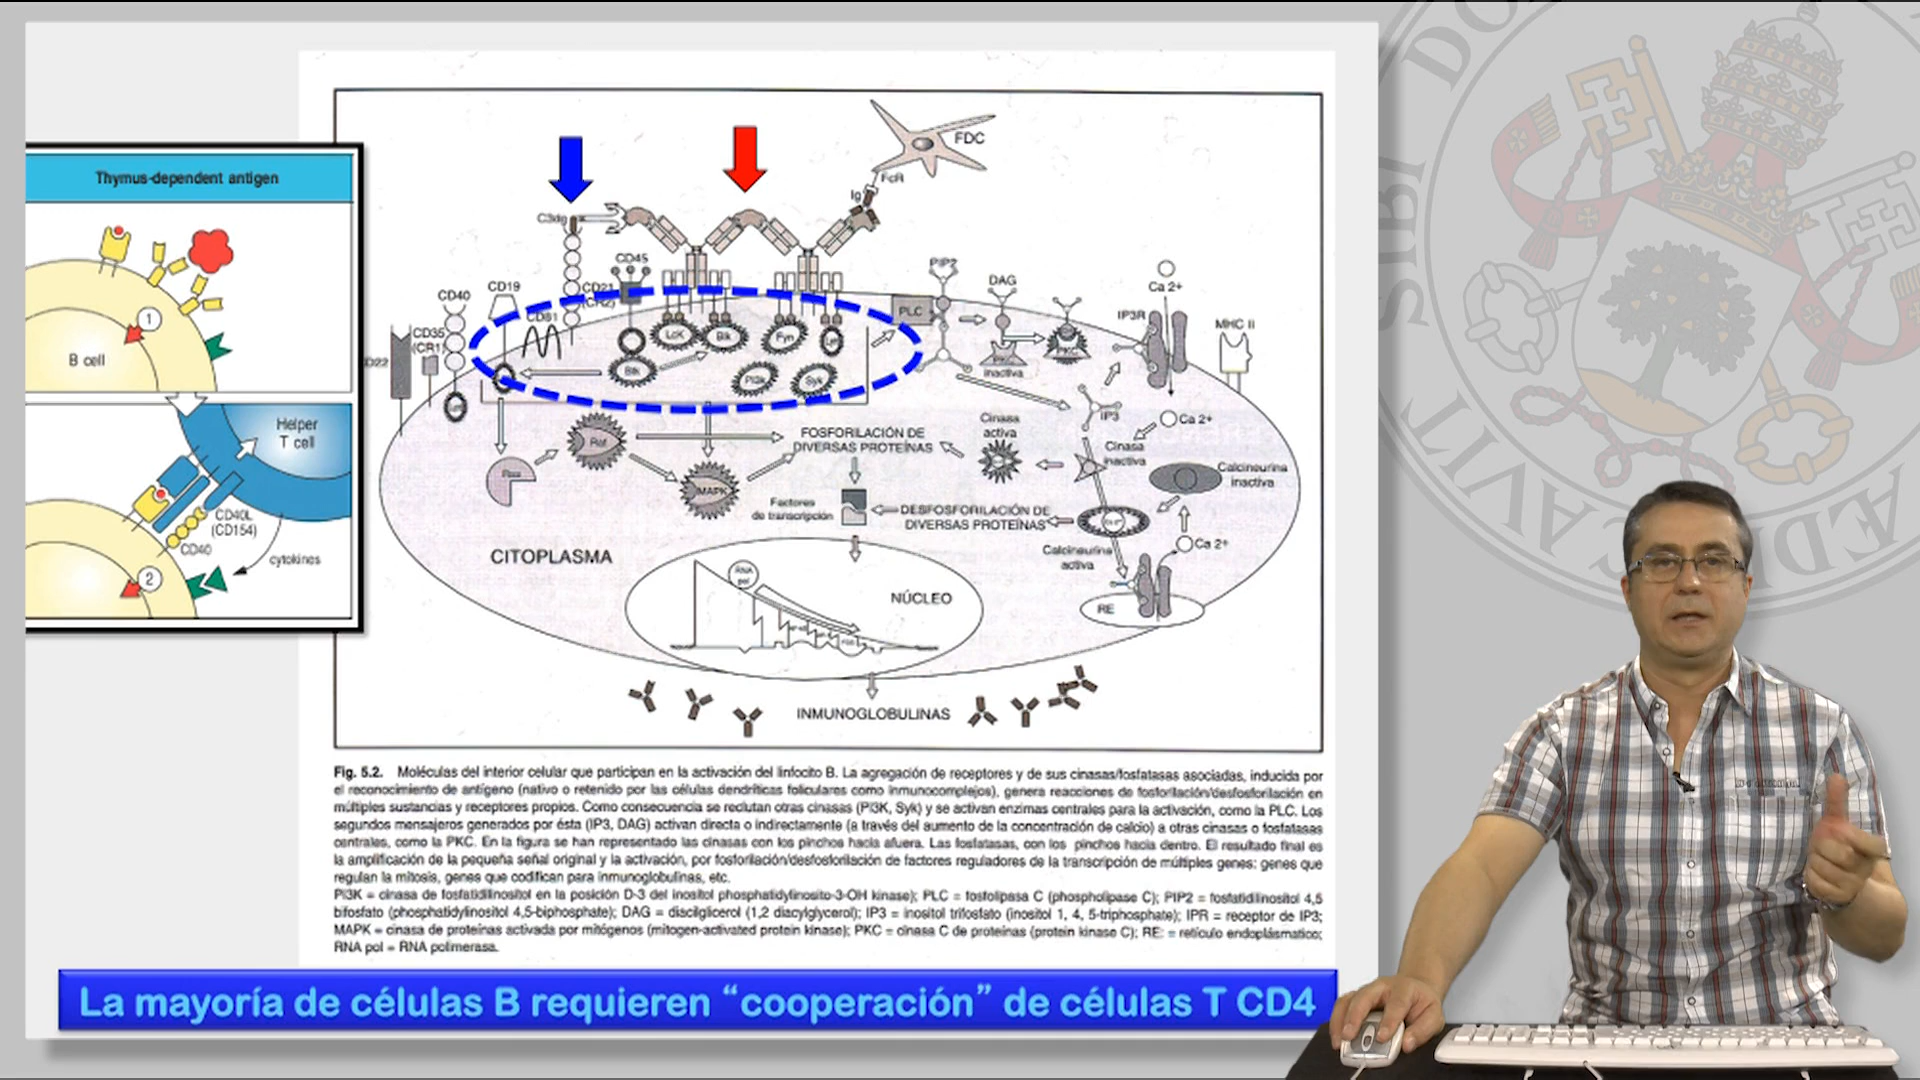 Thymus-dependent antigen
B cell
1
Helper
T cell
CD40L
(CD154)
CD40
cytokines
2
FDC
FcR
Ig
C3dg
CD45
CD21
(CR2)
CD19
CD81
CD40
CD35
(CR1)
D22
Lck
Blk
Fyn
Lyn
Btk
PI3k
Syk
PLC
PIP2
DAG
PKC
inactiva
PKC
IP3R
Ca 2+
MHC II
IP3
Ca 2+
Ras
Raf
MAPK
FOSFORILACIÓN DE
DIVERSAS PROTEÍNAS
Cinasa
activa
Cinasa
inactiva
Calcineurina
inactiva
Factores
de transcripción
DESFOSFORILACIÓN DE
DIVERSAS PROTEÍNAS
Calcineurina
activa
Ca 2+
RE
CITOPLASMA
RNA
pol
NÚCLEO
INMUNOGLOBULINAS
Fig. 5.2. Moléculas del interior celular que participan en la activación del linfocito B. La agregación de receptores y de sus cinasas/fosfatasas asociadas, inducida por
el reconocimiento de antígeno (nativo o retenido por las células dendríticas foliculares como inmunocomplejos), genera reacciones de fosforilación/desfosforilación en
múltiples sustancias y receptores propios. Como consecuencia se reclutan otras cinasas (PI3K, Syk) y se activan enzimas centrales para la activación, como la PLC. Los
segundos mensajeros generados por ésta (IP3, DAG) activan directa o indirectamente (a través del aumento de la concentración de calcio) a otras cinasas o fosfatasas
centrales, como la PKC. En la figura se han representado las cinasas con los pinchos hacia afuera. Las fosfatasas, con los pinchos hacia dentro. El resultado final es
la amplificación de la pequeña señal original y la activación, por fosforilación/desfosforilación de factores reguladores de la transcripción de múltiples genes: genes que
regulan la mitosis, genes que codifican para inmunoglobulinas, etc.
PI3K = cinasa de fosfatidilinositol en la posición D-3 del inositol phosphatidylinosito-3-OH kinase); PLC = fosfolipasa C (phospholipase C); PIP2 = fosfatidilinositol 4,5
bifosfato (phosphatidylinositol 4,5-biphosphate); DAG = diacilglicerol (1,2 diacylglycerol); IP3 = inositol trifosfato (inositol 1, 4, 5-triphosphate); IPR = receptor de IP3;
MAPK = cinasa de proteínas activada por mitógenos (mitogen-activated protein kinase); PKC = cinasa C de proteínas (protein kinase C); RE: = retículo endoplásmatico;
RNA pol = RNA polimerasa.
La mayoría de células B requieren “cooperación” de células T CD4
SIBI DO
ÆDIFICAVIT